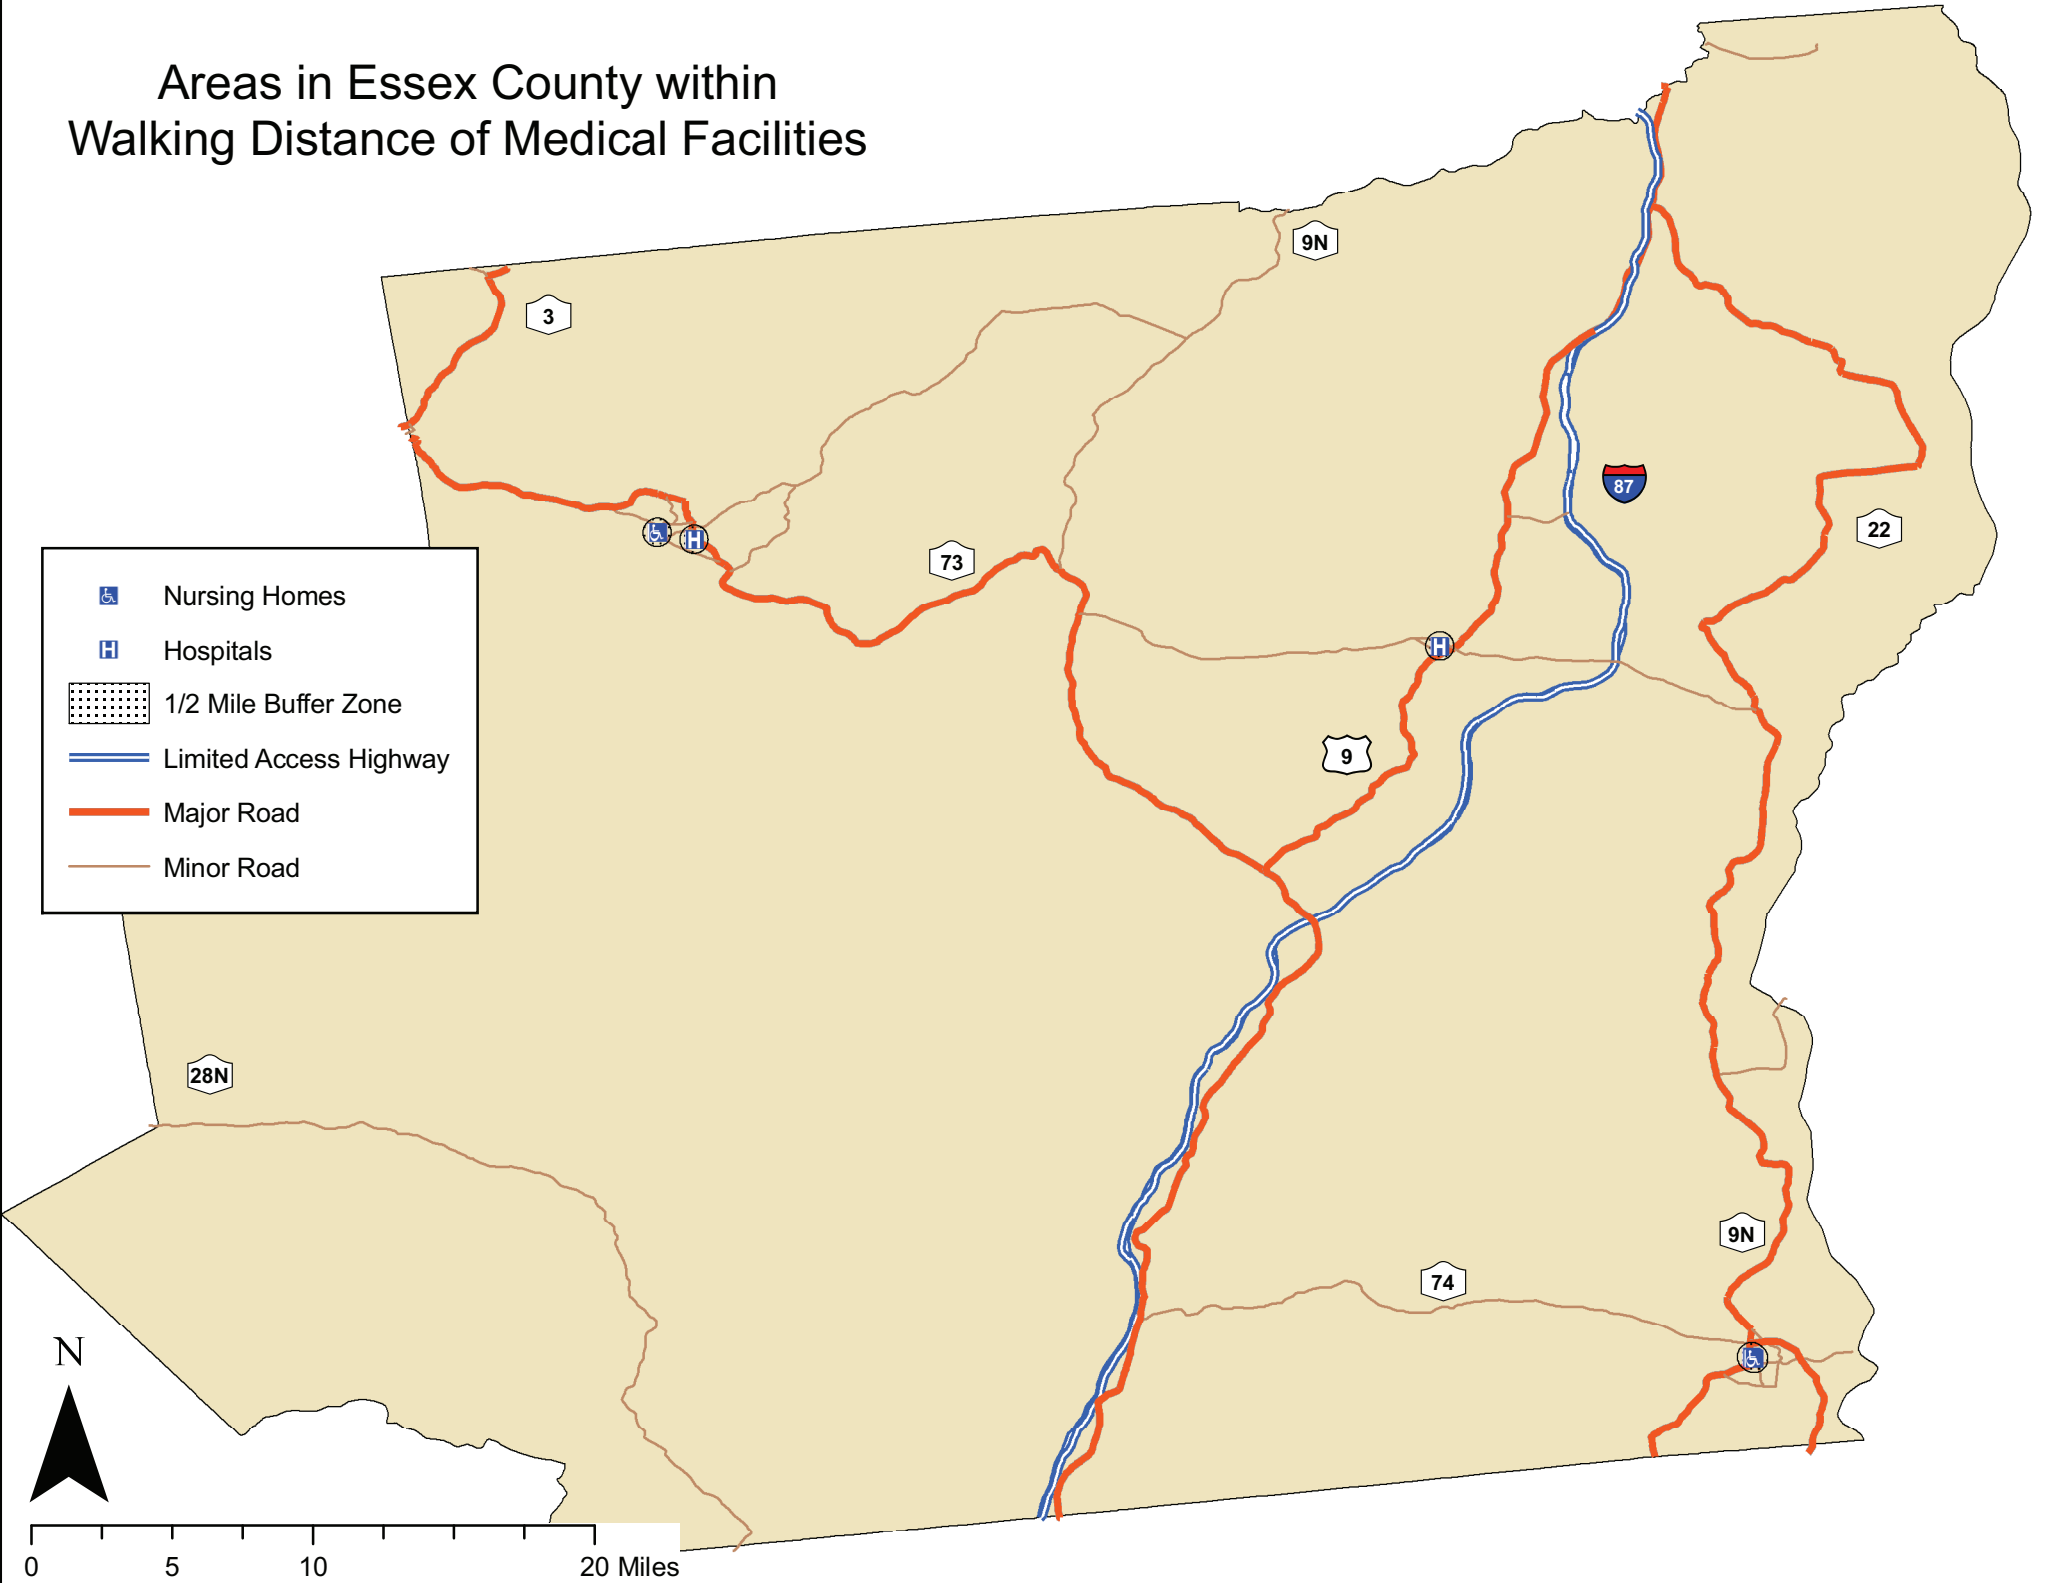 Areas in Essex County within
Walking Distance of Medical Facilities
9N
3
87
22
73
Nursing Homes
H Hospitals
1/2 Mile Buffer Zone
Limited Access Highway
Major Road
Minor Road
H
H
9
28N
9N
74
N
0 5 10 20 Miles